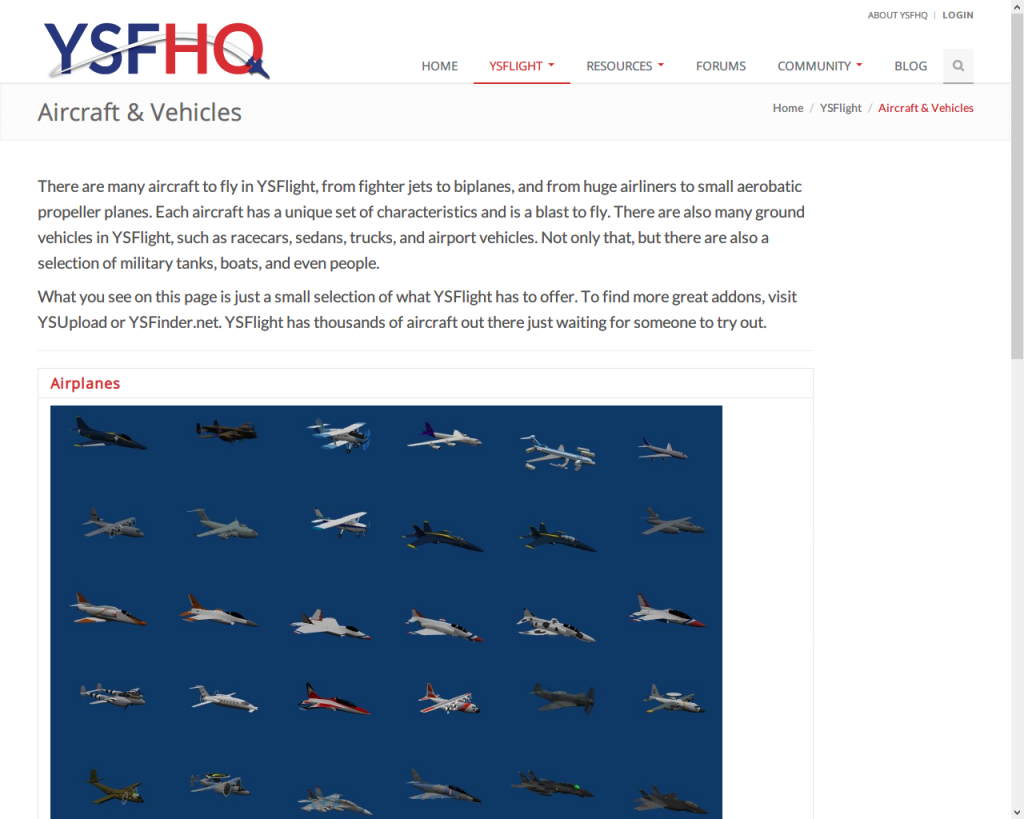 ABOUT YSFHQ | LOGIN
YSFHQ
HOME YSFLIGHT RESOURCES FORUMS COMMUNITY BLOG
Aircraft & Vehicles
Home / YSFlight / Aircraft & Vehicles
There are many aircraft to fly in YSFlight, from fighter jets to biplanes, and from huge airliners to small aerobatic
propeller planes. Each aircraft has a unique set of characteristics and is a blast to fly. There are also many ground
vehicles in YSFlight, such as racecars, sedans, trucks, and airport vehicles. Not only that, but there are also a
selection of military tanks, boats, and even people.
What you see on this page is just a small selection of what YSFlight has to offer. To find more great addons, visit
YSUpload or YSFinder.net. YSFlight has thousands of aircraft out there just waiting for someone to try out.
Airplanes